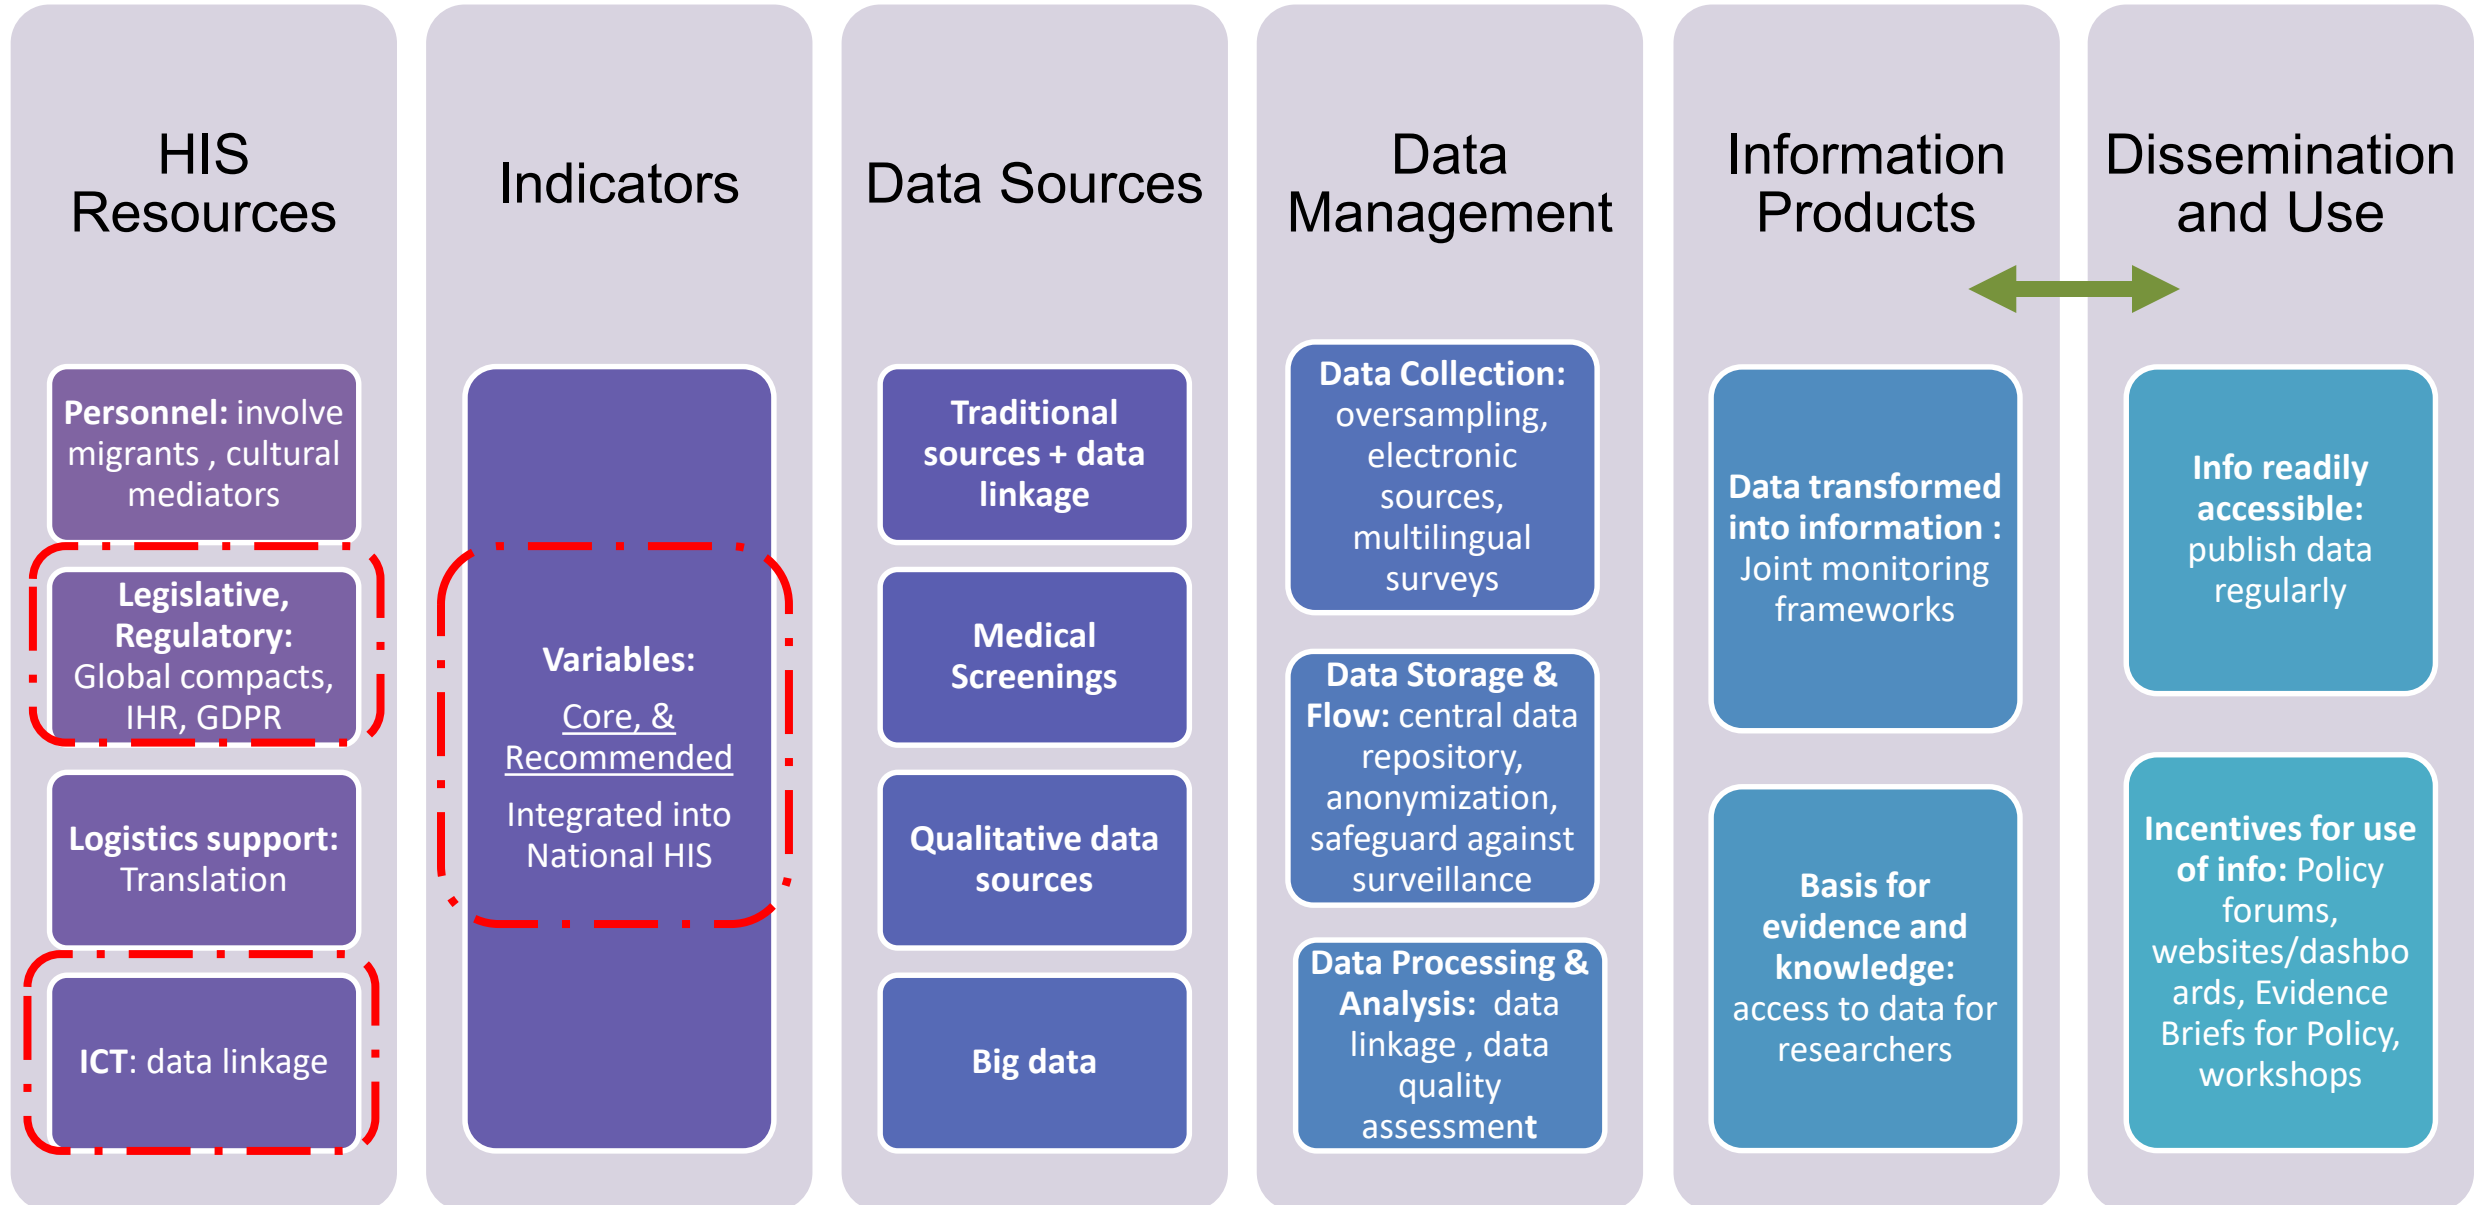 HIS
Resources
Personnel: involve
migrants , cultural
mediators
Legislative,
Regulatory:
Global compacts,
IHR, GDPR
Logistics support:
Translation
ICT: data linkage
Indicators
Variables:
Core, &
Recommended
Integrated into
National HIS
Data Sources
Traditional
sources + data
linkage
Medical
Screenings
Qualitative data
sources
Big data
Data
Management
Data Collection:
oversampling,
electronic
sources,
multilingual
surveys
Data Storage &
Flow: central data
repository,
anonymization,
safeguard against
surveillance
Data Processing &
Analysis: data
linkage , data
quality
assessment
Information
Products
Data transformed
into information :
Joint monitoring
frameworks
Basis for
evidence and
knowledge:
access to data for
researchers
Dissemination
and Use
Info readily
accessible:
publish data
regularly
Incentives for use
of info: Policy
forums,
websites/dashbo
ards, Evidence
Briefs for Policy,
workshops